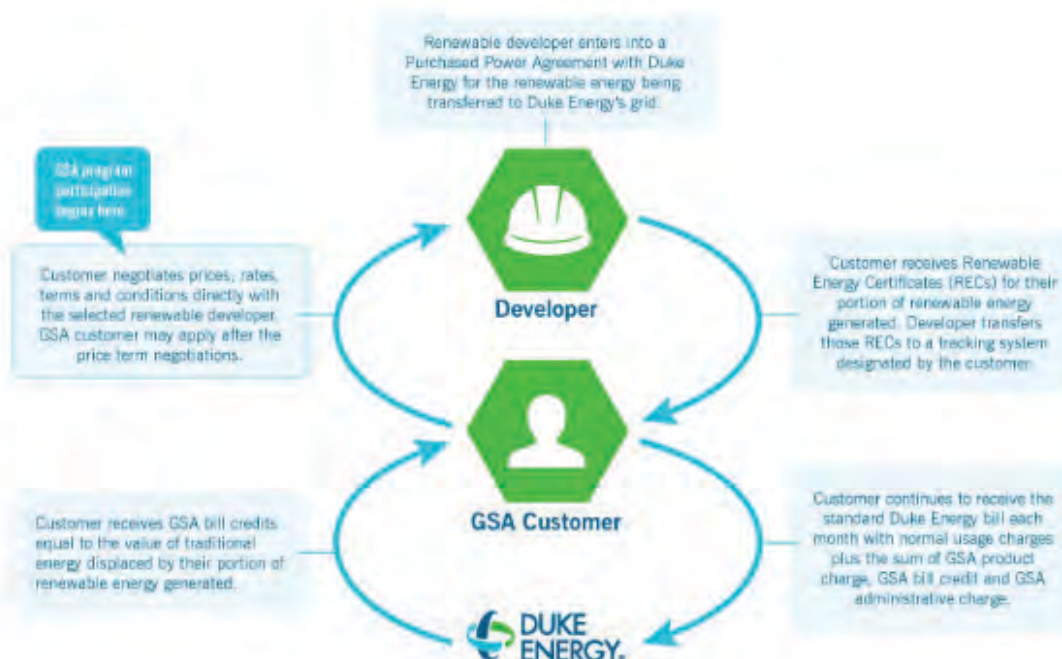 Renewable developer enters into a
Purchased Power Agreement with Duke
Energy for the renewable energy being
transferred to Duke Energy's grid.
GSA program
participation
begins here
Customer negotiates prices, rates,
terms and conditions directly with
the selected renewable developer.
GSA customer may apply after the
price term negotiations.
Developer
Customer receives Renewable
Energy Certificates (RECs) for their
portion of renewable energy
generated. Developer transfers
those RECs to a tracking system
designated by the customer.
Customer receives GSA bill credits
equal to the value of traditional
energy displaced by their portion of
renewable energy generated.
GSA Customer
Customer continues to receive the
standard Duke Energy bill each
month with normal usage charges
plus the sum of GSA product
charge, GSA bill credit and GSA
administrative charge.
DUKE
ENERGY®